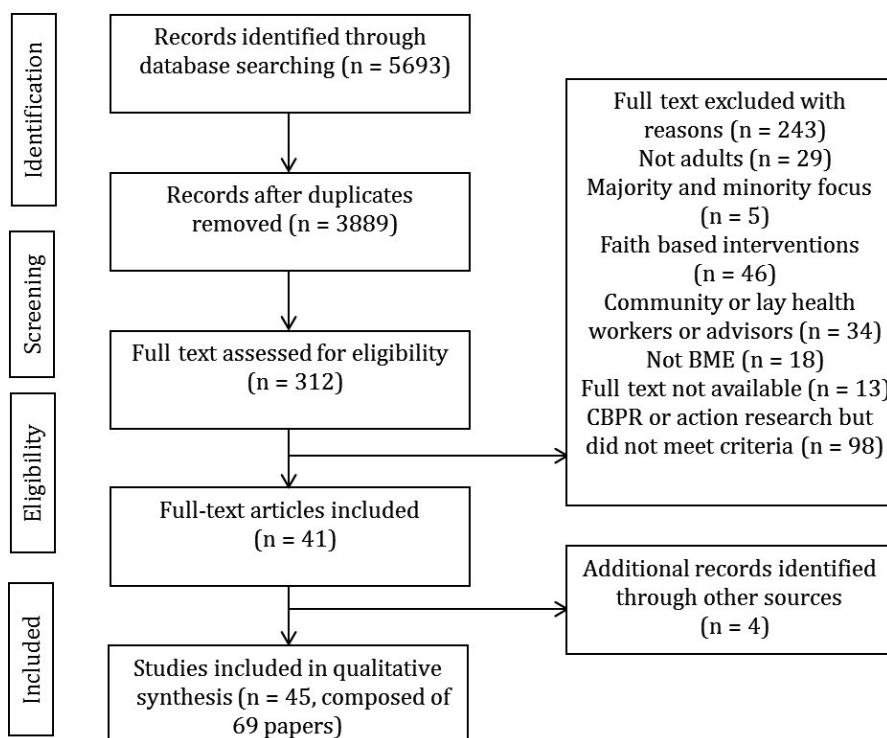 Identification
Records identified through
database searching (n = 5693)
Records after duplicates
removed (n = 3889)
Screening
Full text assessed for eligibility
(n = 312)
Full text excluded with
reasons (n = 243)
Not adults (n = 29)
Majority and minority focus
(n = 5)
Faith based interventions
(n = 46)
Community or lay health
workers or advisors (n = 34)
Not BME (n = 18)
Full text not available (n = 13)
CBPR or action research but
did not meet criteria (n = 98)
Eligibility
Full-text articles included
(n = 41)
Additional records identified
through other sources
(n = 4)
Included
Studies included in qualitative
synthesis (n = 45, composed of
69 papers)